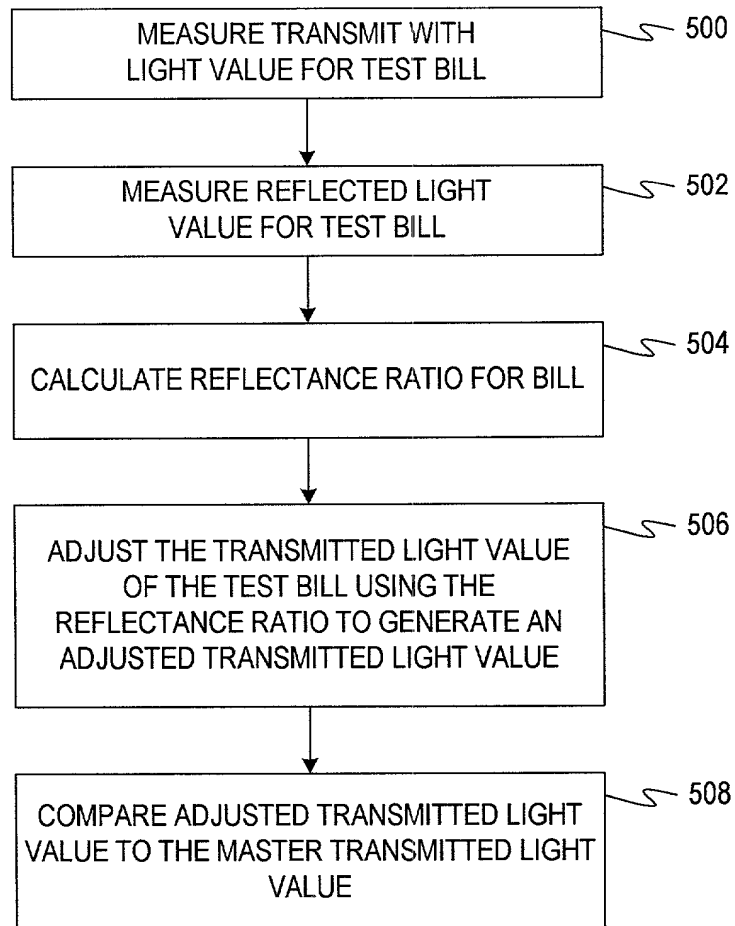 MEASURE TRANSMIT WITH
LIGHT VALUE FOR TEST BILL
500
MEASURE REFLECTED LIGHT
VALUE FOR TEST BILL
502
CALCULATE REFLECTANCE RATIO FOR BILL
504
ADJUST THE TRANSMITTED LIGHT VALUE
OF THE TEST BILL USING THE
REFLECTANCE RATIO TO GENERATE AN
ADJUSTED TRANSMITTED LIGHT VALUE
506
COMPARE ADJUSTED TRANSMITTED LIGHT
VALUE TO THE MASTER TRANSMITTED LIGHT
VALUE
508